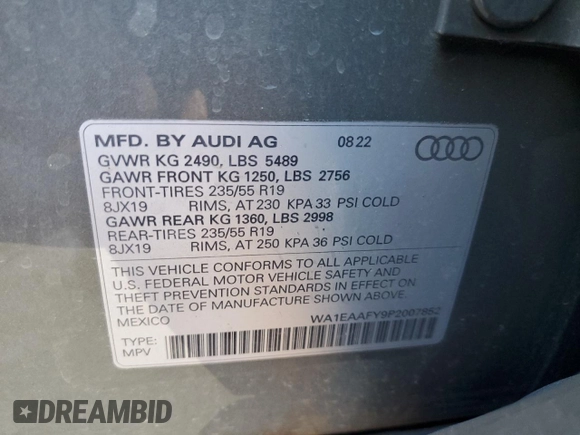 MFD. BY AUDI AG 08 22
GVWR KG 2490, LBS 5489
GAWR FRONT KG 1250, LBS 2756
FRONT-TIRES 235/55 R19
8JX19 RIMS, AT 230 KPA 33 PSI COLD
GAWR REAR KG 1360, LBS 2998
REAR-TIRES 235/55 R19
8JX19 RIMS, AT 250 KPA 36 PSI COLD
THIS VEHICLE CONFORMS TO ALL APPLICABLE
U.S. FEDERAL MOTOR VEHICLE SAFETY AND
THEFT PREVENTION STANDARDS IN EFFECT ON
THE DATE OF MANUFACTURE SHOWN ABOVE.
MEXICO WA1EAAFY9P2007852
TYPE:
MPV
DREAMBID